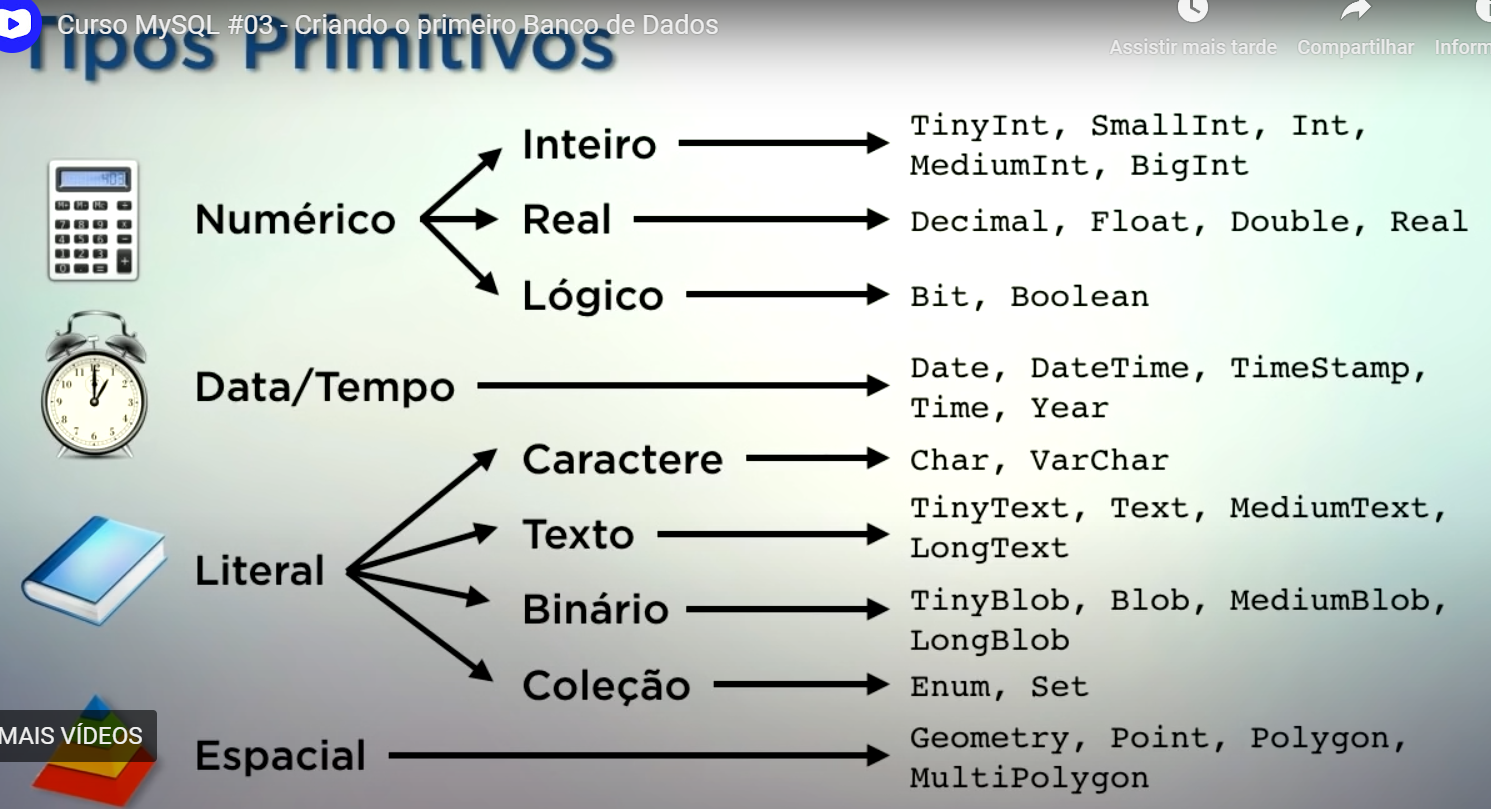 Curso MySQL #03 - Criando o primeiro Banco de Dados
Assistir mais tarde
Compartilhar
Inform
Tipos Primitivos
Numérico
Inteiro
TinyInt, SmallInt, Int,
MediumInt, BigInt
Real
Decimal, Float, Double, Real
Lógico
Bit, Boolean
Data/Tempo
Date, DateTime, TimeStamp,
Time, Year
Literal
Caractere
Char, VarChar
Texto
TinyText, Text, MediumText,
LongText
Binário
TinyBlob, Blob, MediumBlob,
LongBlob
Coleção
Enum, Set
MAIS VÍDEOS
Espacial
Geometry, Point, Polygon,
MultiPolygon